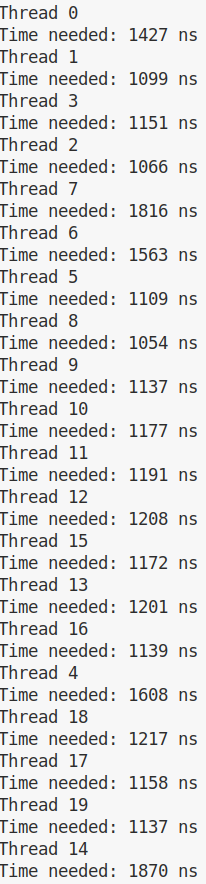 Thread 0
Time needed: 1427 ns
Thread 1
Time needed: 1099 ns
Thread 3
Time needed: 1151 ns
Thread 2
Time needed: 1066 ns
Thread 7
Time needed: 1816 ns
Thread 6
Time needed: 1563 ns
Thread 5
Time needed: 1109 ns
Thread 8
Time needed: 1054 ns
Thread 9
Time needed: 1137 ns
Thread 10
Time needed: 1177 ns
Thread 11
Time needed: 1191 ns
Thread 12
Time needed: 1208 ns
Thread 15
Time needed: 1172 ns
Thread 13
Time needed: 1201 ns
Thread 16
Time needed: 1139 ns
Thread 4
Time needed: 1608 ns
Thread 18
Time needed: 1217 ns
Thread 17
Time needed: 1158 ns
Thread 19
Time needed: 1137 ns
Thread 14
Time needed: 1870 ns